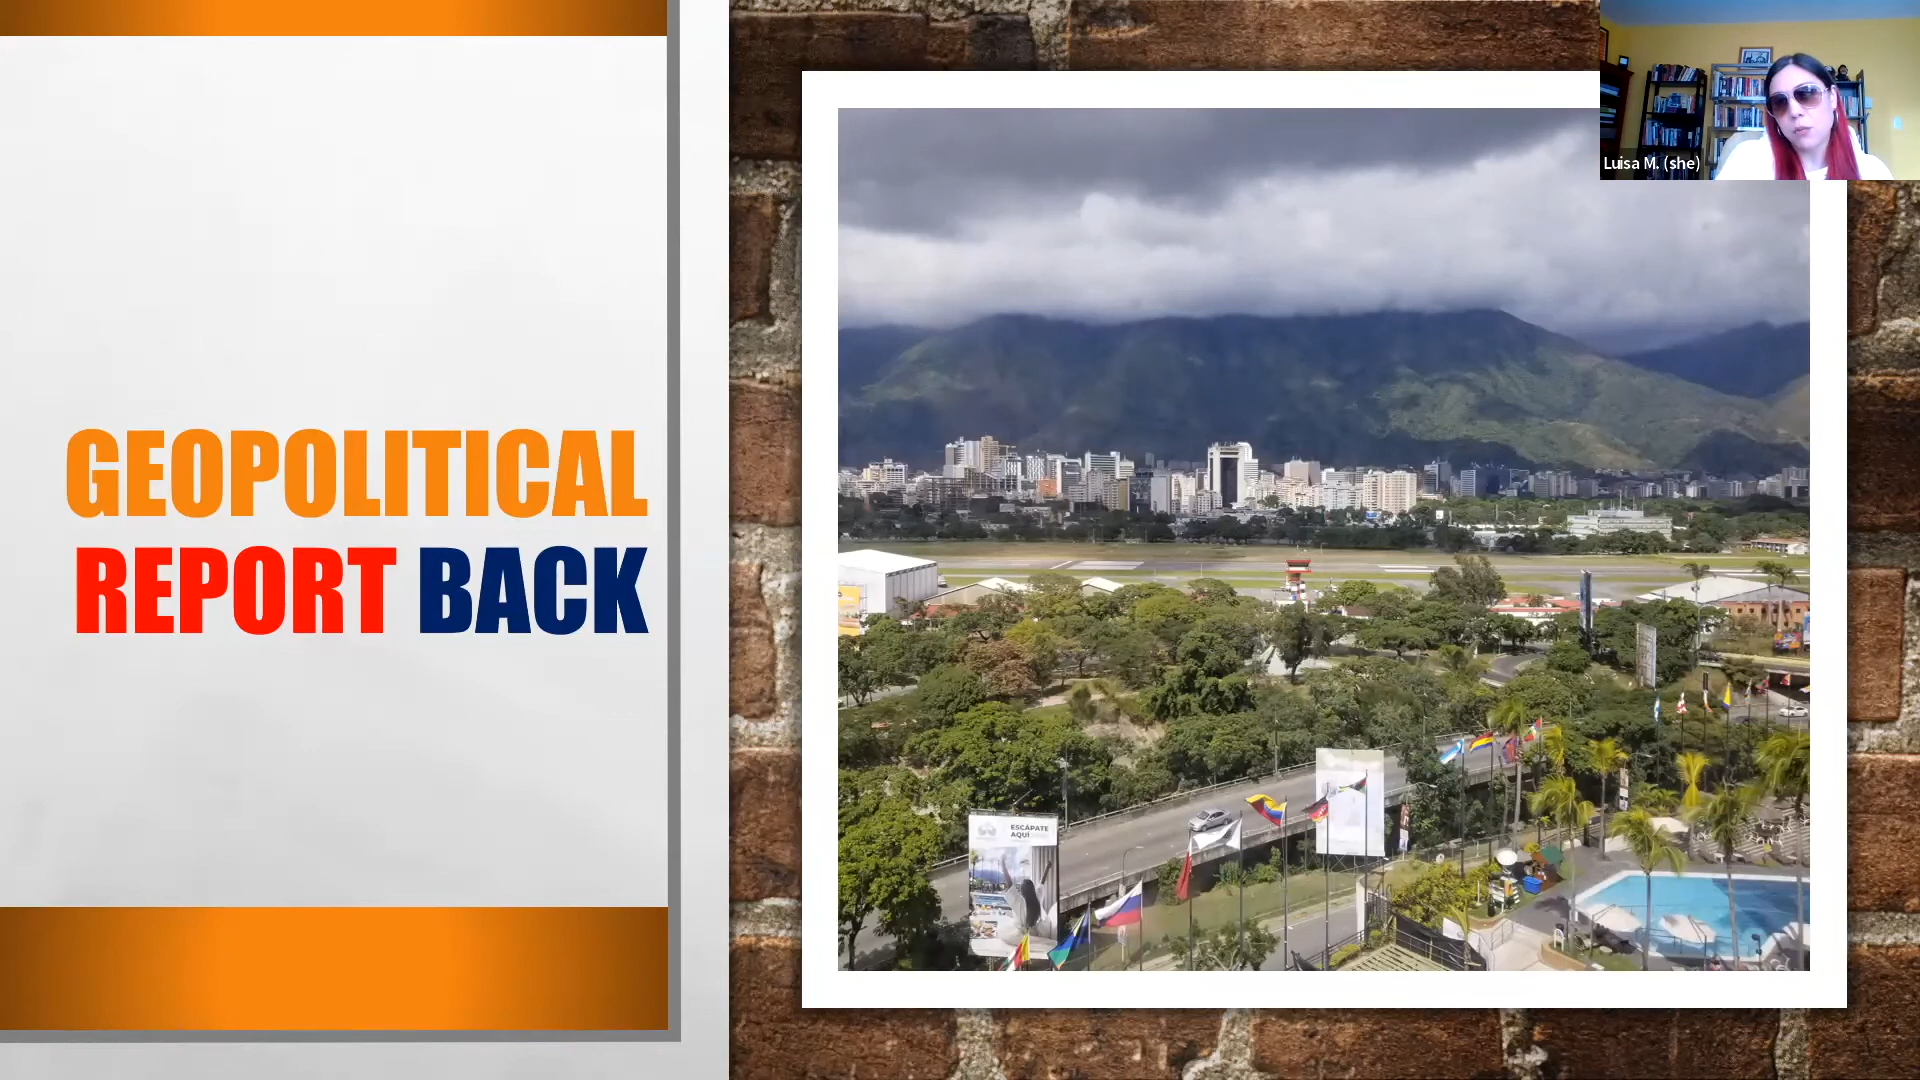 GEOPOLITICAL
REPORT BACK
Luisa M. (she)
ESCÁPATE
AQUÍ